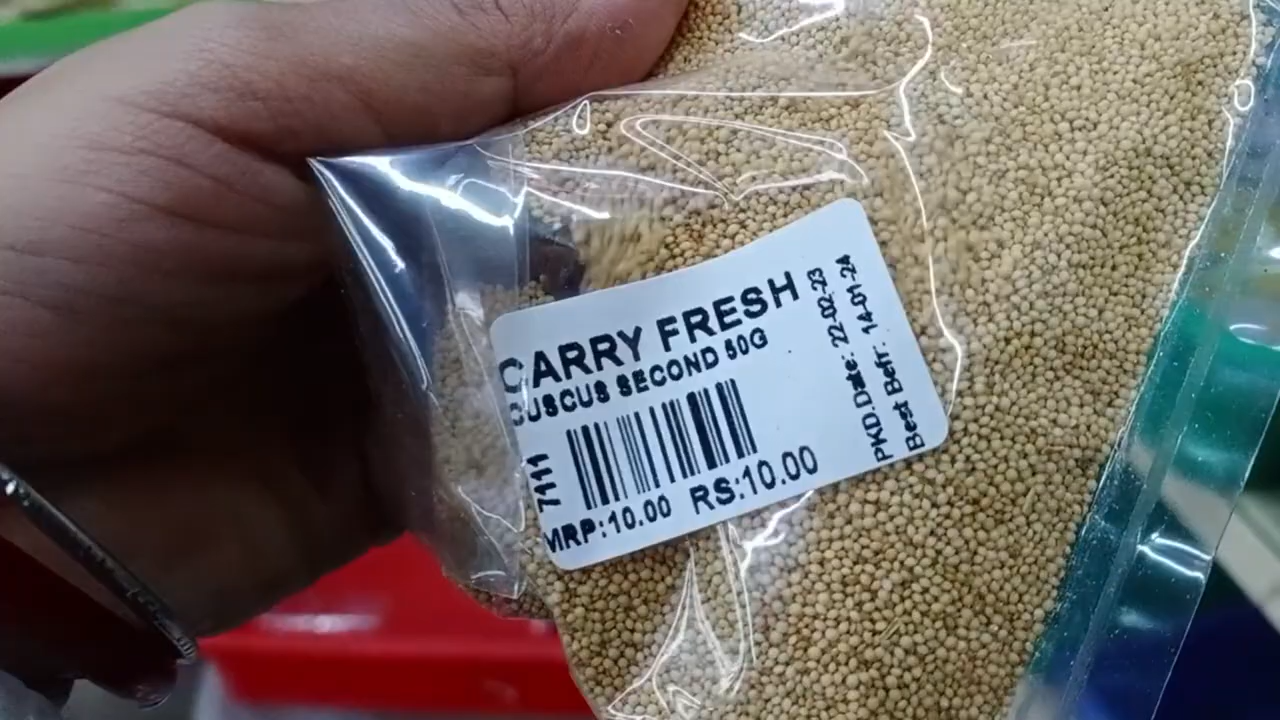 CARRY FRESH
CUSCUS SECOND 50G
7111
MRP:10.00 RS:10.00
PKD.Date: 22-02-23
Best Befr: 14-01-24